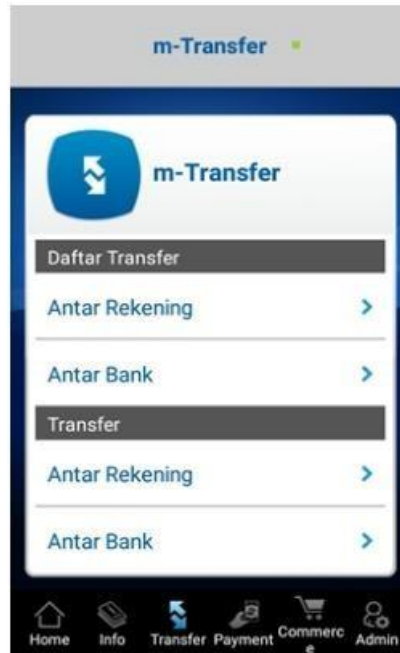 m-Transfer
m-Transfer
Daftar Transfer
Antar Rekening
Antar Bank
Transfer
Antar Rekening
Antar Bank
Home Info Transfer Payment Commerc
e Admin